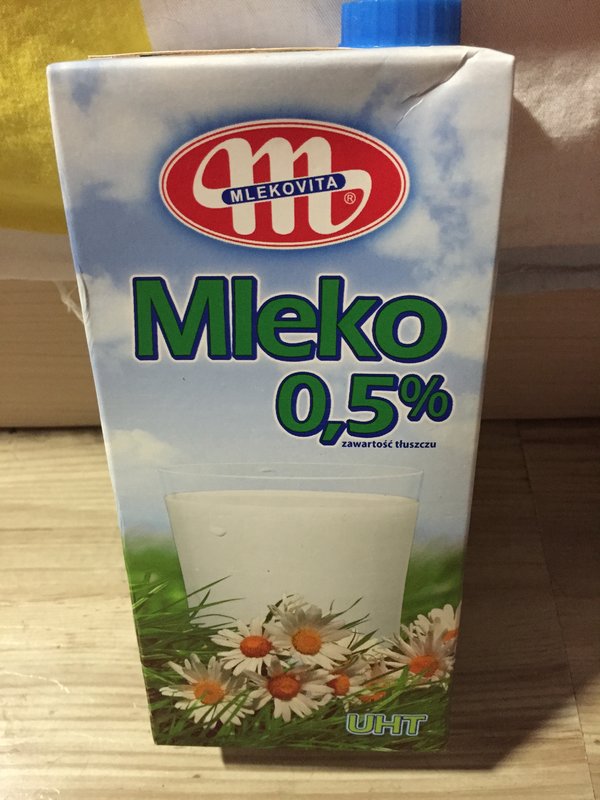 m
MLEKOVITA ®
Mleko
0,5%
zawartość tłuszczu
UHT